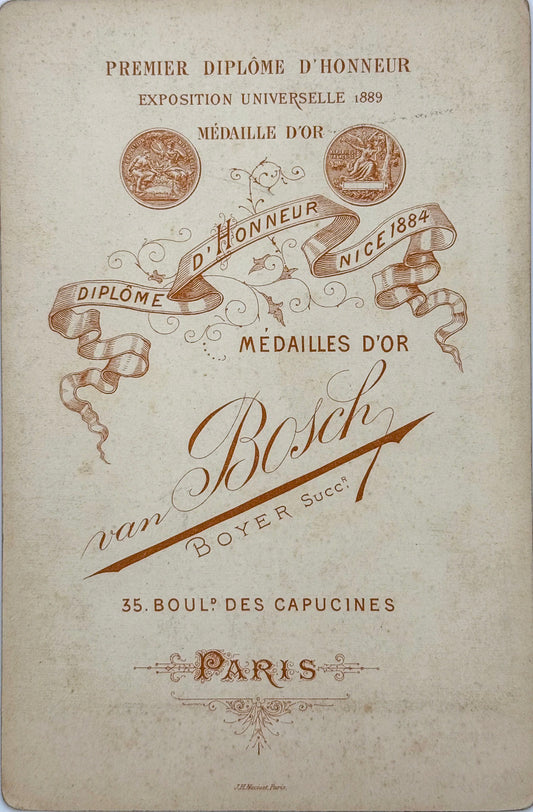 PREMIER DIPLÔME D'HONNEUR
EXPOSITION UNIVERSELLE 1889
MÉDAILLE D'OR
DIPLÔME D'HONNEUR NICE 1884
MÉDAILLES D'OR
van Bosch
BOYER SUCCR.
35. BOULD. DES CAPUCINES
PARIS